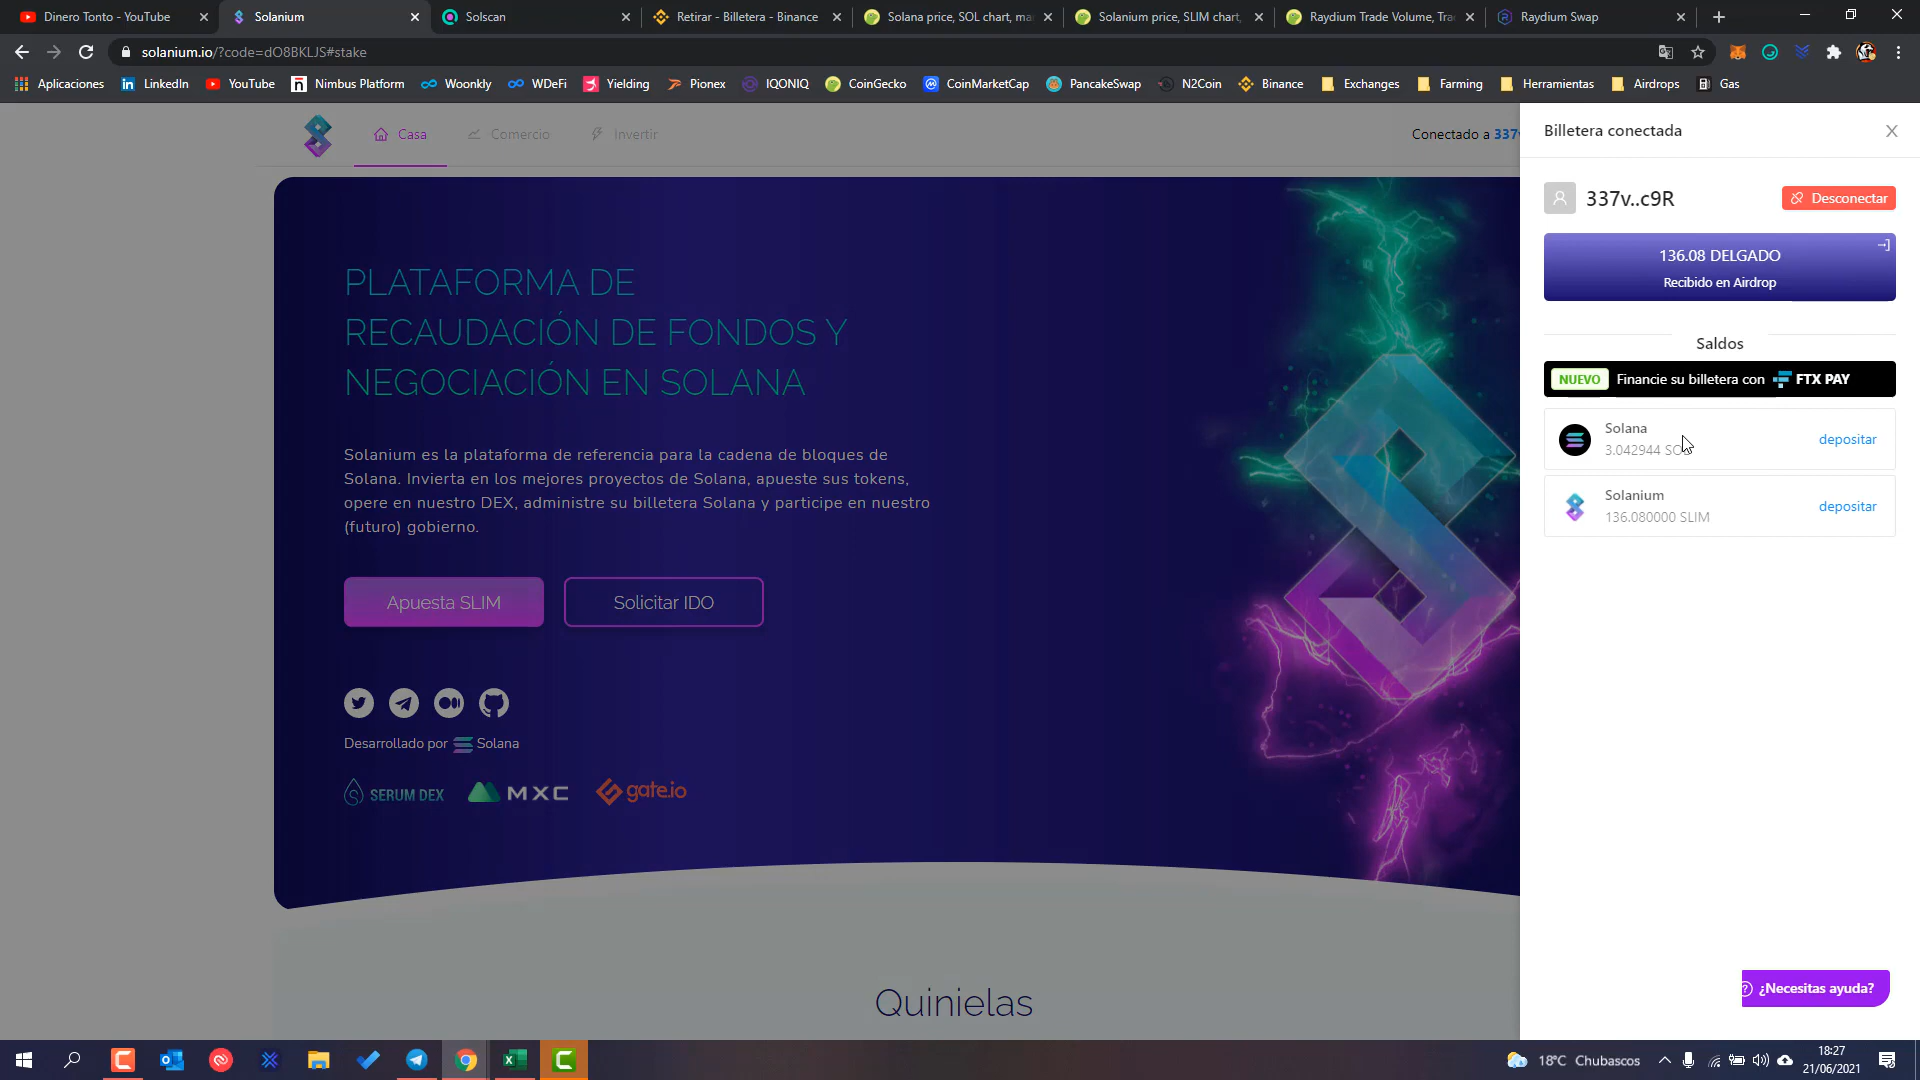 Dinero Tonto - YouTube
Solanium
Solscan
Retirar - Billetera - Binance
Solana price, SOL chart, ma
Solanium price, SLIM chart,
Raydium Trade Volume, Tra
Raydium Swap
solanium.io/?code=dO8BKLJS#stake
Aplicaciones
LinkedIn
YouTube
Nimbus Platform
Woonkly
WDeFi
Yielding
Pionex
IQONIQ
CoinGecko
CoinMarketCap
PancakeSwap
N2Coin
Binance
Exchanges
Farming
Herramientas
Airdrops
Gas
Casa
Comercio
Invertir
Conectado a 337v
PLATAFORMA DE
RECAUDACIÓN DE FONDOS Y
NEGOCIACIÓN EN SOLANA
Solanium es la plataforma de referencia para la cadena de bloques de
Solana. Invierta en los mejores proyectos de Solana, apueste sus tokens,
opere en nuestro DEX, administre su billetera Solana y participe en nuestro
(futuro) gobierno.
Apuesta SLIM
Solicitar IDO
Desarrollado por Solana
SERUM DEX
MXC
gate.io
Quinielas
Billetera conectada
337v..c9R
Desconectar
136.08 DELGADO
Recibido en Airdrop
Saldos
NUEVO Financie su billetera con FTX PAY
Solana
3.042944 SO
depositar
Solanium
136.080000 SLIM
depositar
¿Necesitas ayuda?
18°C Chubascos
18:27
21/06/2021